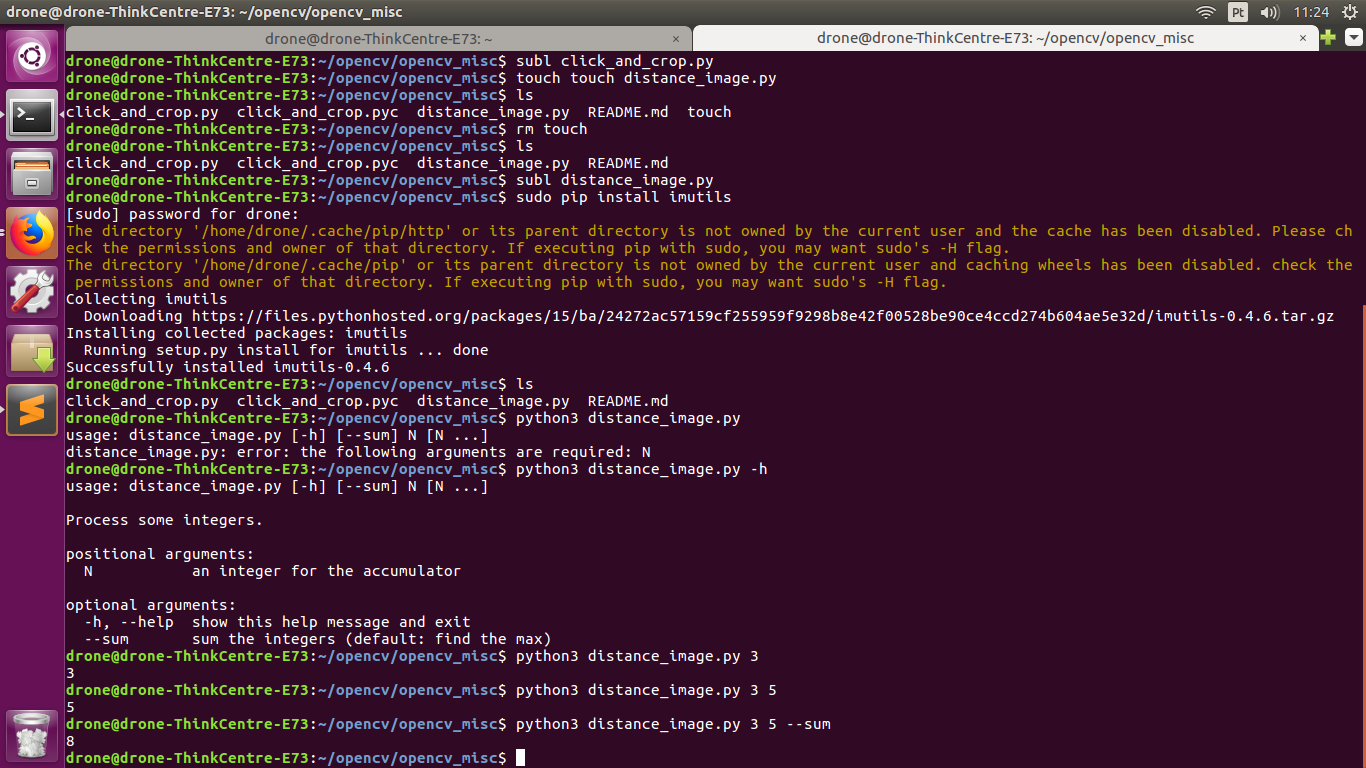 drone@drone-ThinkCentre-E73: ~/opencv/opencv_misc
Pt
11:24
drone@drone-ThinkCentre-E73: ~
×
drone@drone-ThinkCentre-E73: ~/opencv/opencv_misc
×
drone@drone-ThinkCentre-E73:~/opencv/opencv_misc$ subl click_and_crop.py
drone@drone-ThinkCentre-E73:~/opencv/opencv_misc$ touch touch distance_image.py
drone@drone-ThinkCentre-E73:~/opencv/opencv_misc$ ls
click_and_crop.py  click_and_crop.pyc  distance_image.py  README.md  touch
drone@drone-ThinkCentre-E73:~/opencv/opencv_misc$ rm touch
drone@drone-ThinkCentre-E73:~/opencv/opencv_misc$ ls
click_and_crop.py  click_and_crop.pyc  distance_image.py  README.md
drone@drone-ThinkCentre-E73:~/opencv/opencv_misc$ subl distance_image.py
drone@drone-ThinkCentre-E73:~/opencv/opencv_misc$ sudo pip install imutils
[sudo] password for drone:
The directory '/home/drone/.cache/pip/http' or its parent directory is not owned by the current user and the cache has been disabled. Please ch
eck the permissions and owner of that directory. If executing pip with sudo, you may want sudo's -H flag.
The directory '/home/drone/.cache/pip' or its parent directory is not owned by the current user and caching wheels has been disabled. check the
 permissions and owner of that directory. If executing pip with sudo, you may want sudo's -H flag.
Collecting imutils
  Downloading https://files.pythonhosted.org/packages/15/ba/24272ac57159cf255959f9298b8e42f00528be90ce4ccd274b604ae5e32d/imutils-0.4.6.tar.gz
Installing collected packages: imutils
  Running setup.py install for imutils ... done
Successfully installed imutils-0.4.6
drone@drone-ThinkCentre-E73:~/opencv/opencv_misc$ ls
click_and_crop.py  click_and_crop.pyc  distance_image.py  README.md
drone@drone-ThinkCentre-E73:~/opencv/opencv_misc$ python3 distance_image.py
usage: distance_image.py [-h] [--sum] N [N ...]
distance_image.py: error: the following arguments are required: N
drone@drone-ThinkCentre-E73:~/opencv/opencv_misc$ python3 distance_image.py -h
usage: distance_image.py [-h] [--sum] N [N ...]

Process some integers.

positional arguments:
  N           an integer for the accumulator

optional arguments:
  -h, --help  show this help message and exit
  --sum       sum the integers (default: find the max)
drone@drone-ThinkCentre-E73:~/opencv/opencv_misc$ python3 distance_image.py 3
3
drone@drone-ThinkCentre-E73:~/opencv/opencv_misc$ python3 distance_image.py 3 5
5
drone@drone-ThinkCentre-E73:~/opencv/opencv_misc$ python3 distance_image.py 3 5 --sum
8
drone@drone-ThinkCentre-E73:~/opencv/opencv_misc$